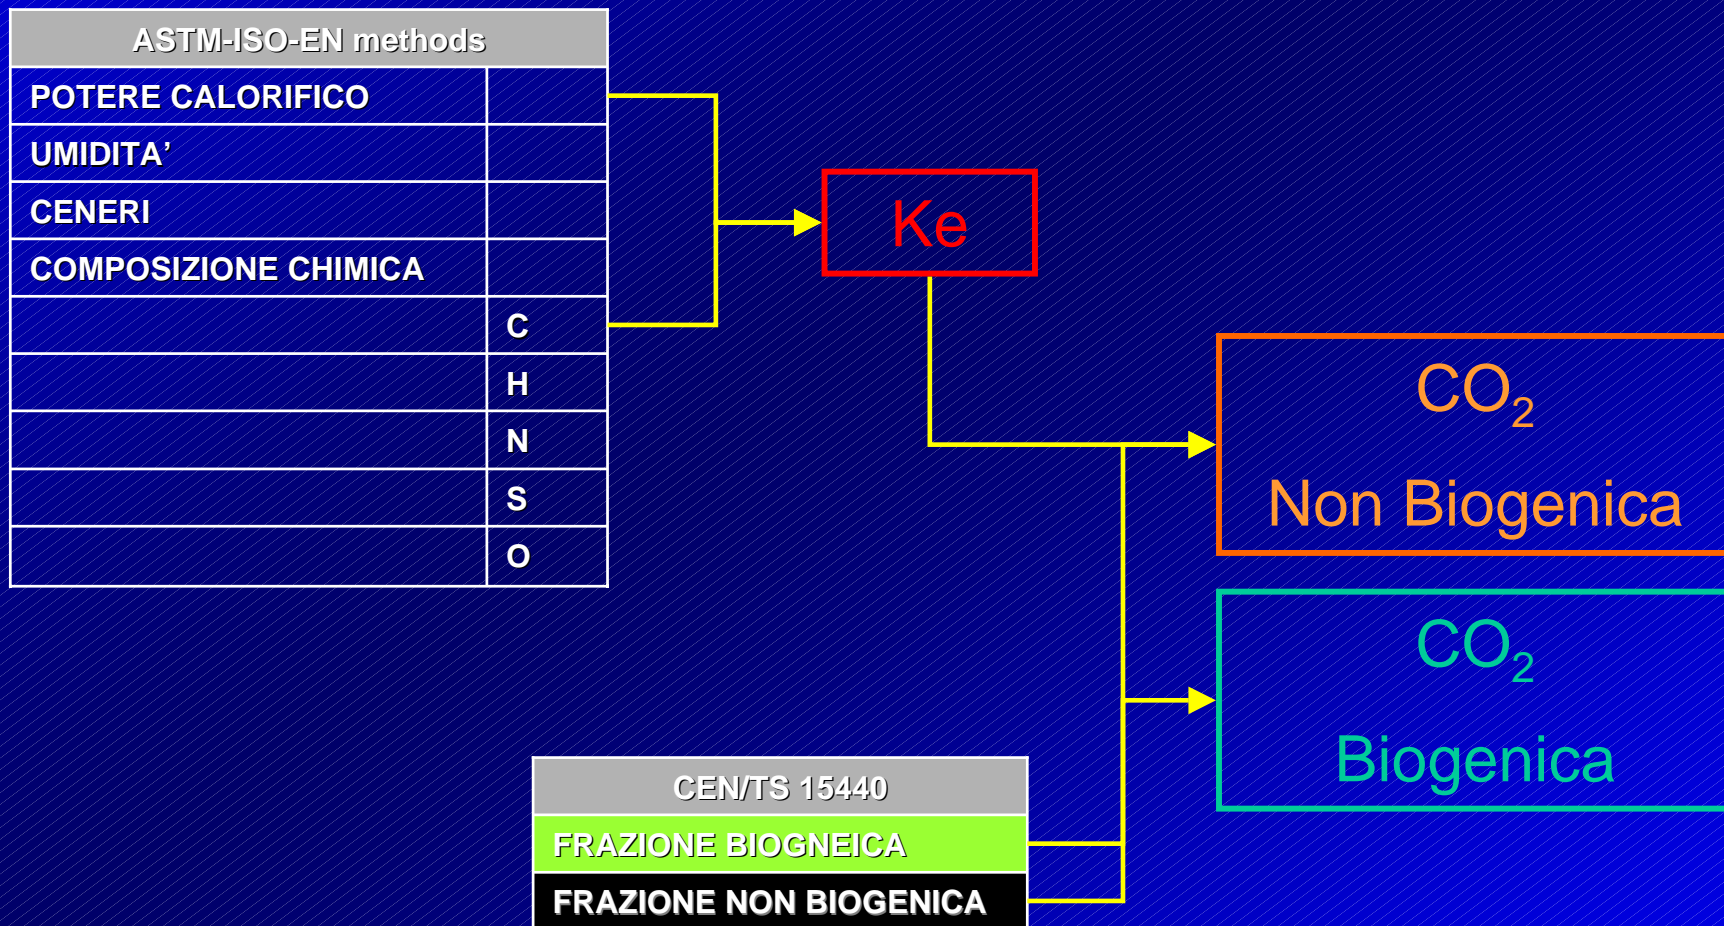 ASTM-ISO-EN methods
POTERE CALORIFICO
UMIDITA’
CENERI
COMPOSIZIONE CHIMICA
C
H
N
S
O
Ke
CO₂
Non Biogenica
CO₂
Biogenica
CEN/TS 15440
FRAZIONE BIOGNEICA
FRAZIONE NON BIOGENICA